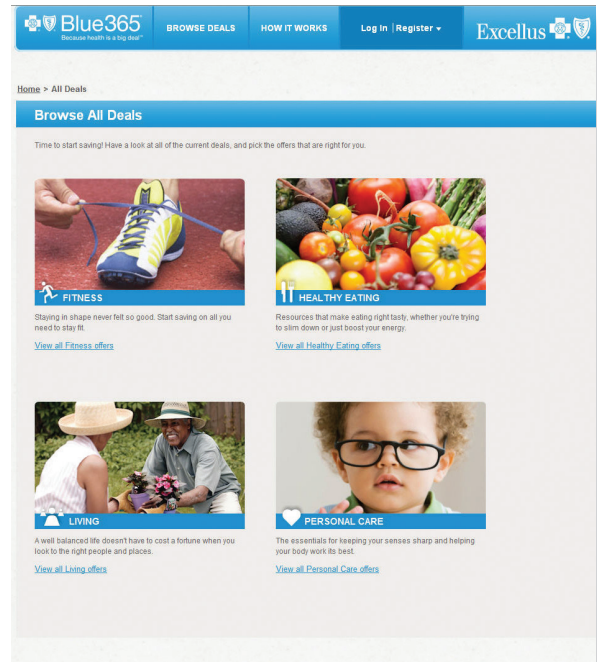 Blue365®
Because health is a big deal™
BROWSE DEALS
HOW IT WORKS
Log In | Register
Excellus
Home > All Deals
Browse All Deals
Time to start saving! Have a look at all of the current deals, and pick the offers that are right for you.
FITNESS
Staying in shape never felt so good. Start saving on all you
need to stay fit.
View all Fitness offers
HEALTHY EATING
Resources that make eating right tasty, whether you're trying
to slim down or just boost your energy.
View all Healthy Eating offers
LIVING
A well balanced life doesn't have to cost a fortune when you
look to the right people and places.
View all Living offers
PERSONAL CARE
The essentials for keeping your senses sharp and helping
your body work its best.
View all Personal Care offers